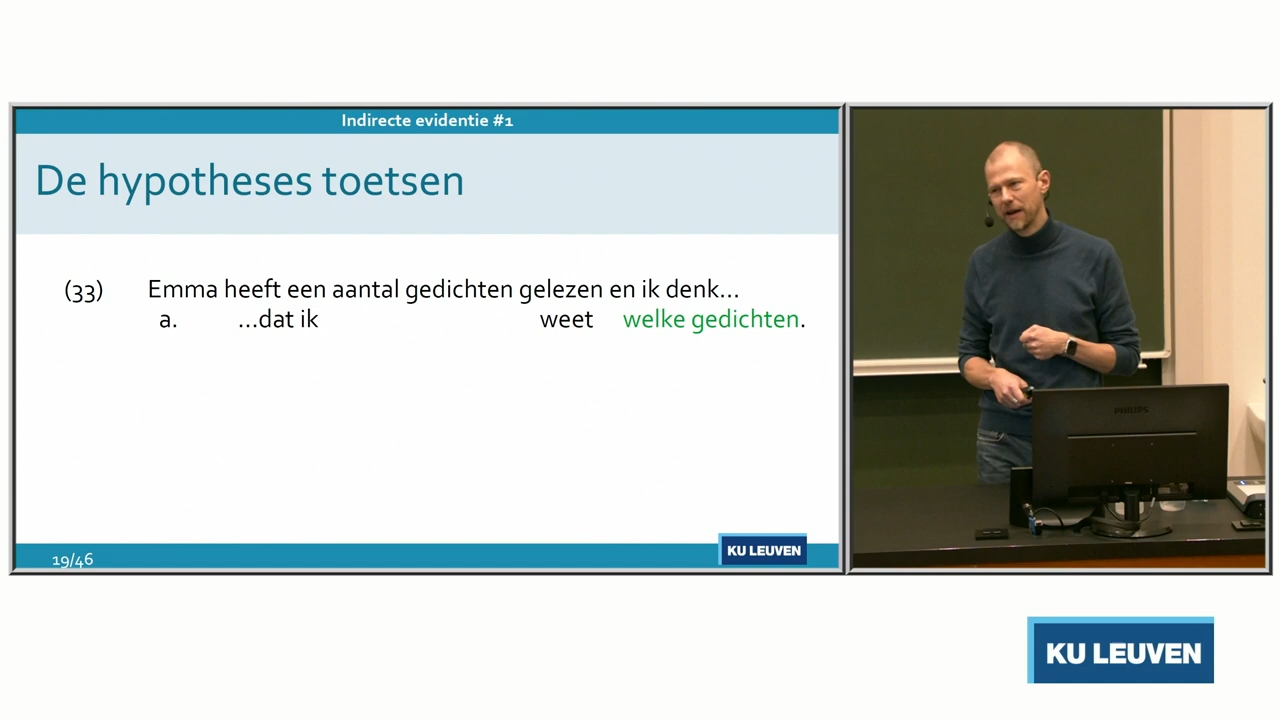 Indirecte evidentie #1
De hypotheses toetsen
(33) Emma heeft een aantal gedichten gelezen en ik denk...
a. ...dat ik weet welke gedichten.
19/46
KU LEUVEN
PHILIPS
KU LEUVEN